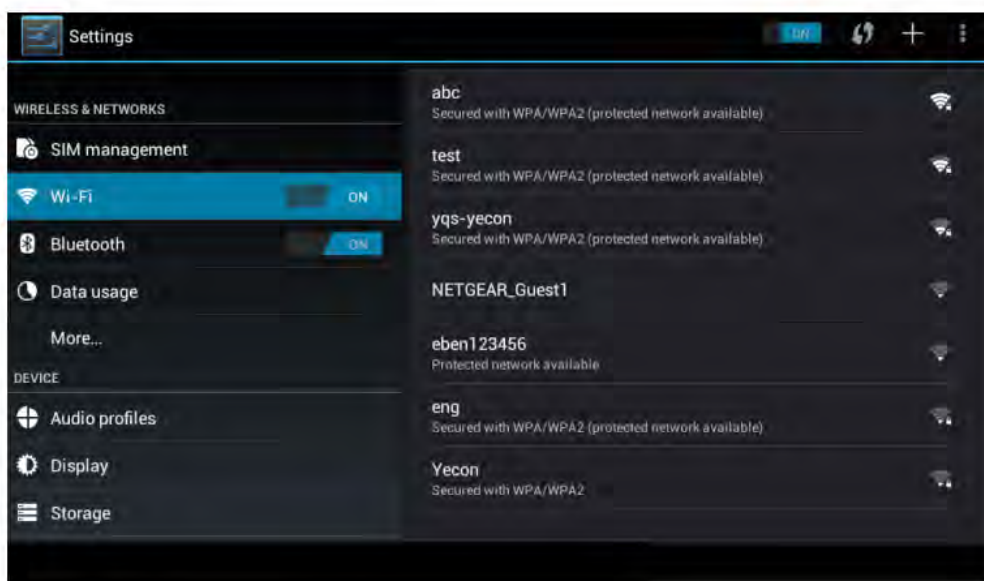 Settings
ON
WIRELESS & NETWORKS
SIM management
Wi-Fi
ON
Bluetooth
ON
Data usage
More...
DEVICE
Audio profiles
Display
Storage
abc
Secured with WPA/WPA2 (protected network available)
test
Secured with WPA/WPA2 (protected network available)
yqs-yecon
Secured with WPA/WPA2 (protected network available)
NETGEAR_Guest1
eben123456
Protected network available
eng
Secured with WPA/WPA2 (protected network available)
Yecon
Secured with WPA/WPA2